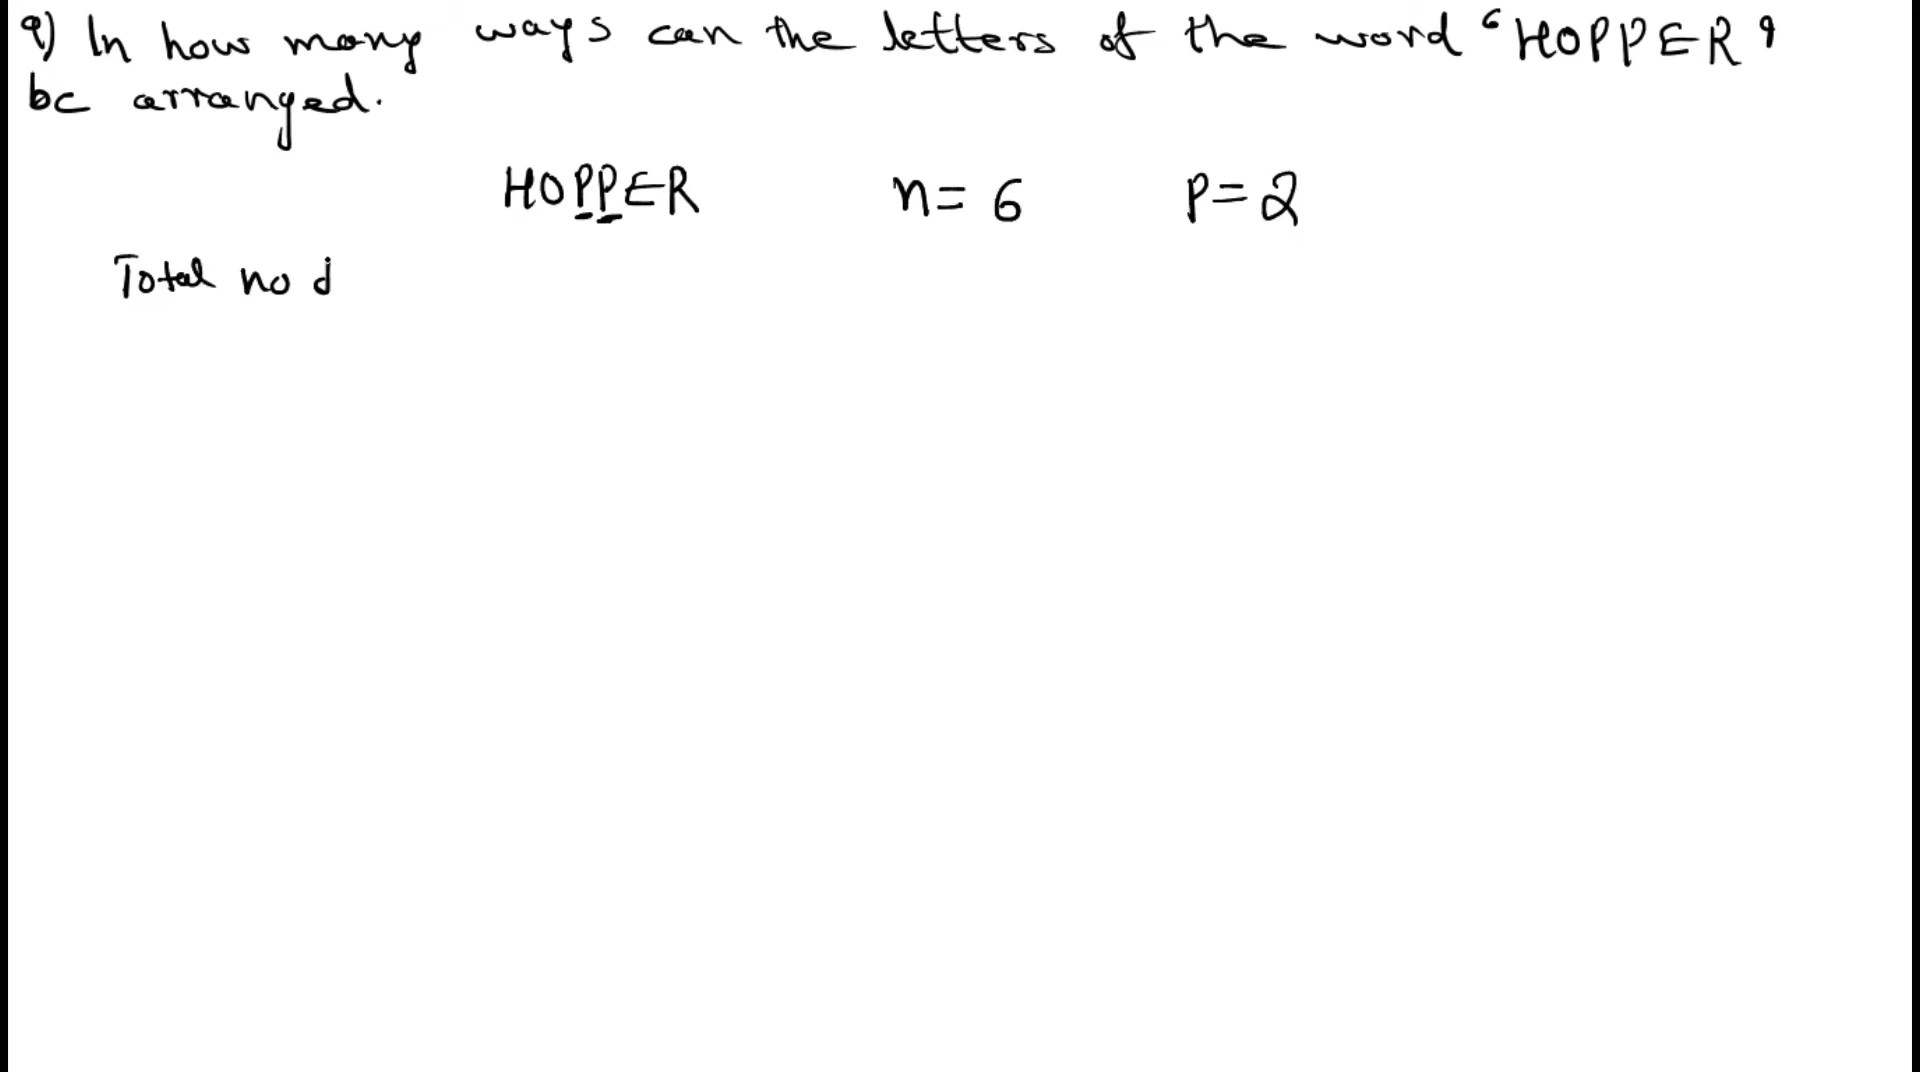 Q) In how many ways can the letters of the word ‘HOPPER’
be arranged.
HOPPER n= 6 P=2
Total no